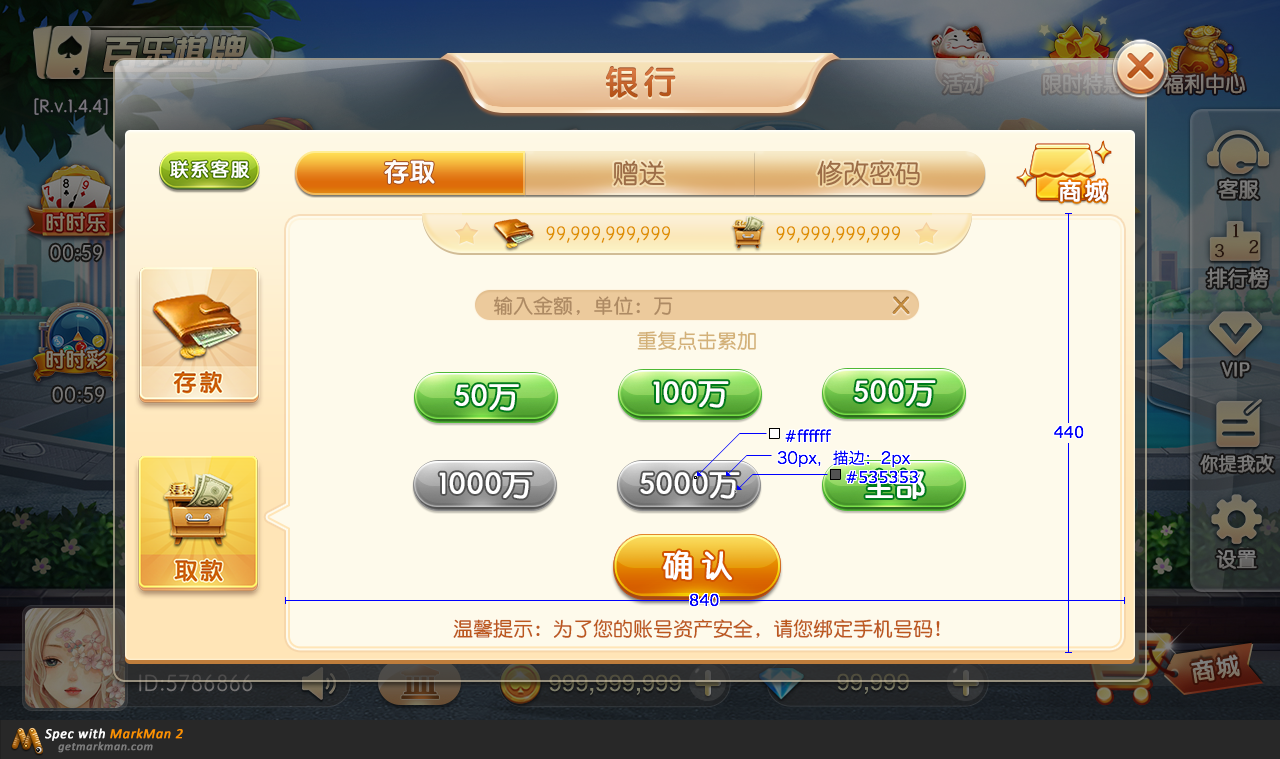 百乐棋牌
[R.v.1.4.4]
银行
活动
限时特惠
福利中心
联系客服
存取
赠送
修改密码
商城
99,999,999,999
99,999,999,999
输入金额，单位：万
重复点击累加
50万
100万
500万
1000万
5000万
全部
#ffffff
30px，描边：2px
#535353
440
确 认
840
温馨提示：为了您的账号资产安全，请您绑定手机号码！
存款
取款
8
9
时时乐
00:59
时时彩
00:59
客服
1
3
2
排行榜
VIP
你提我改
设置
ID.5786866
999,999,999
99,999
商城
Spec with MarkMan 2
getmarkman.com